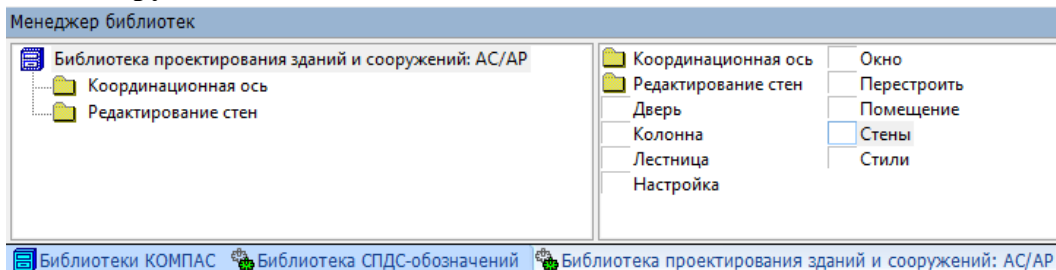 Менеджер библиотек
Библиотека проектирования зданий и сооружений: АС/АР
Координационная ось
Редактирование стен
Координационная ось
Редактирование стен
Дверь
Колонна
Лестница
Настройка
Окно
Перестроить
Помещение
Стены
Стили
Библиотеки КОМПАС Библиотека СПДС-обозначений Библиотека проектирования зданий и сооружений: АС/АР